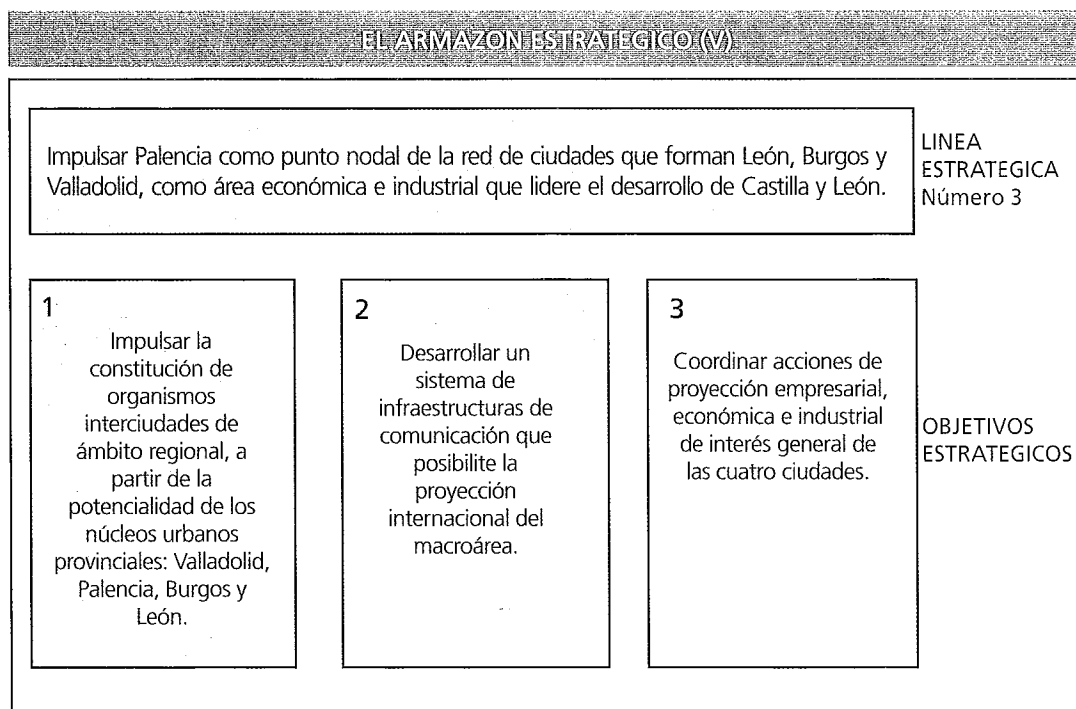 EL ARMAZON ESTRATEGICO (V)
Impulsar Palencia como punto nodal de la red de ciudades que forman León, Burgos y
Valladolid, como área económica e industrial que lidere el desarrollo de Castilla y León.
LINEA
ESTRATEGICA
Número 3
1
Impulsar la
constitución de
organismos
interciudades de
ámbito regional, a
partir de la
potencialidad de los
núcleos urbanos
provinciales: Valladolid,
Palencia, Burgos y
León.
2
Desarrollar un
sistema de
infraestructuras de
comunicación que
posibilite la
proyección
internacional del
macroárea.
3
Coordinar acciones de
proyección empresarial,
económica e industrial
de interés general de
las cuatro ciudades.
OBJETIVOS
ESTRATEGICOS